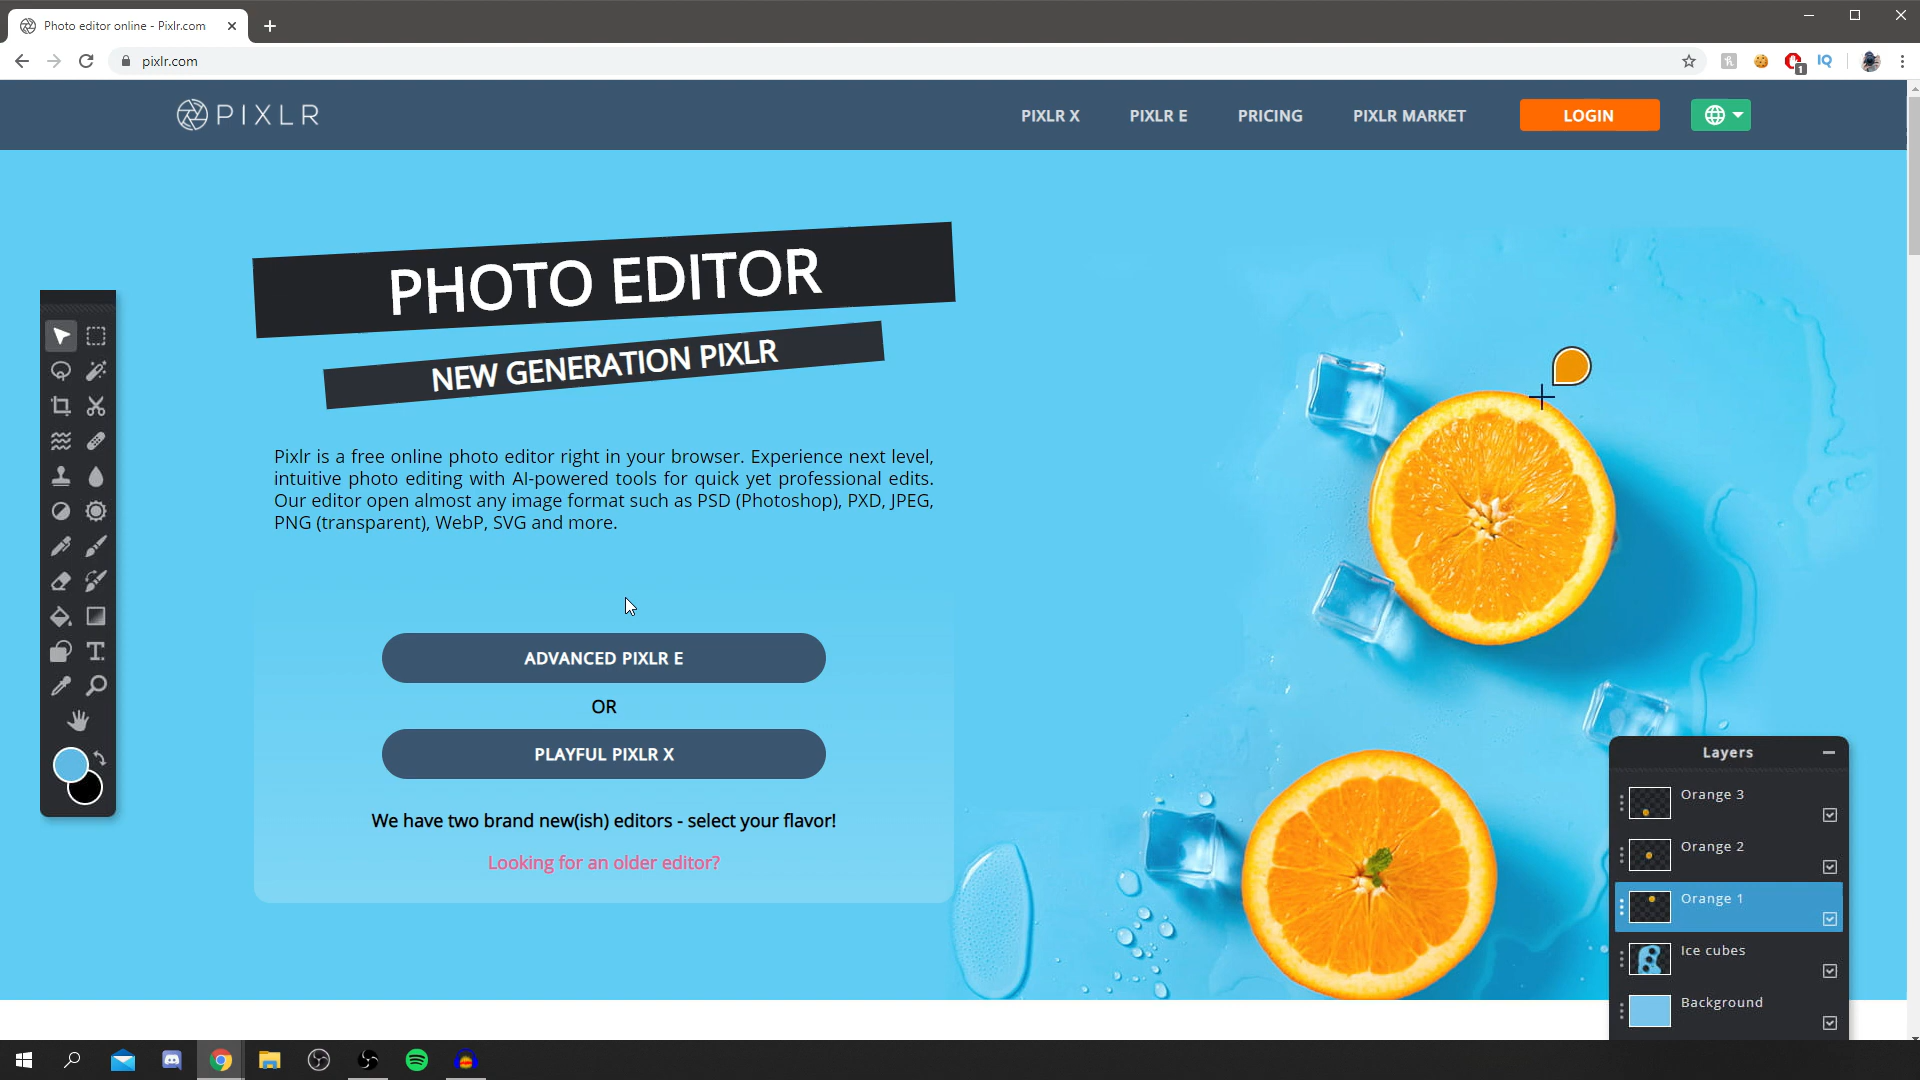 Photo editor online - Pixlr.com
pixlr.com
1
IQ
PIXLR
PIXLR X
PIXLR E
PRICING
PIXLR MARKET
LOGIN
PHOTO EDITOR
NEW GENERATION PIXLR
Pixlr is a free online photo editor right in your browser. Experience next level,
intuitive photo editing with AI-powered tools for quick yet professional edits.
Our editor open almost any image format such as PSD (Photoshop), PXD, JPEG,
PNG (transparent), WebP, SVG and more.
ADVANCED PIXLR E
OR
PLAYFUL PIXLR X
We have two brand new(ish) editors - select your flavor!
Looking for an older editor?
Layers
Orange 3
Orange 2
Orange 1
Ice cubes
Background